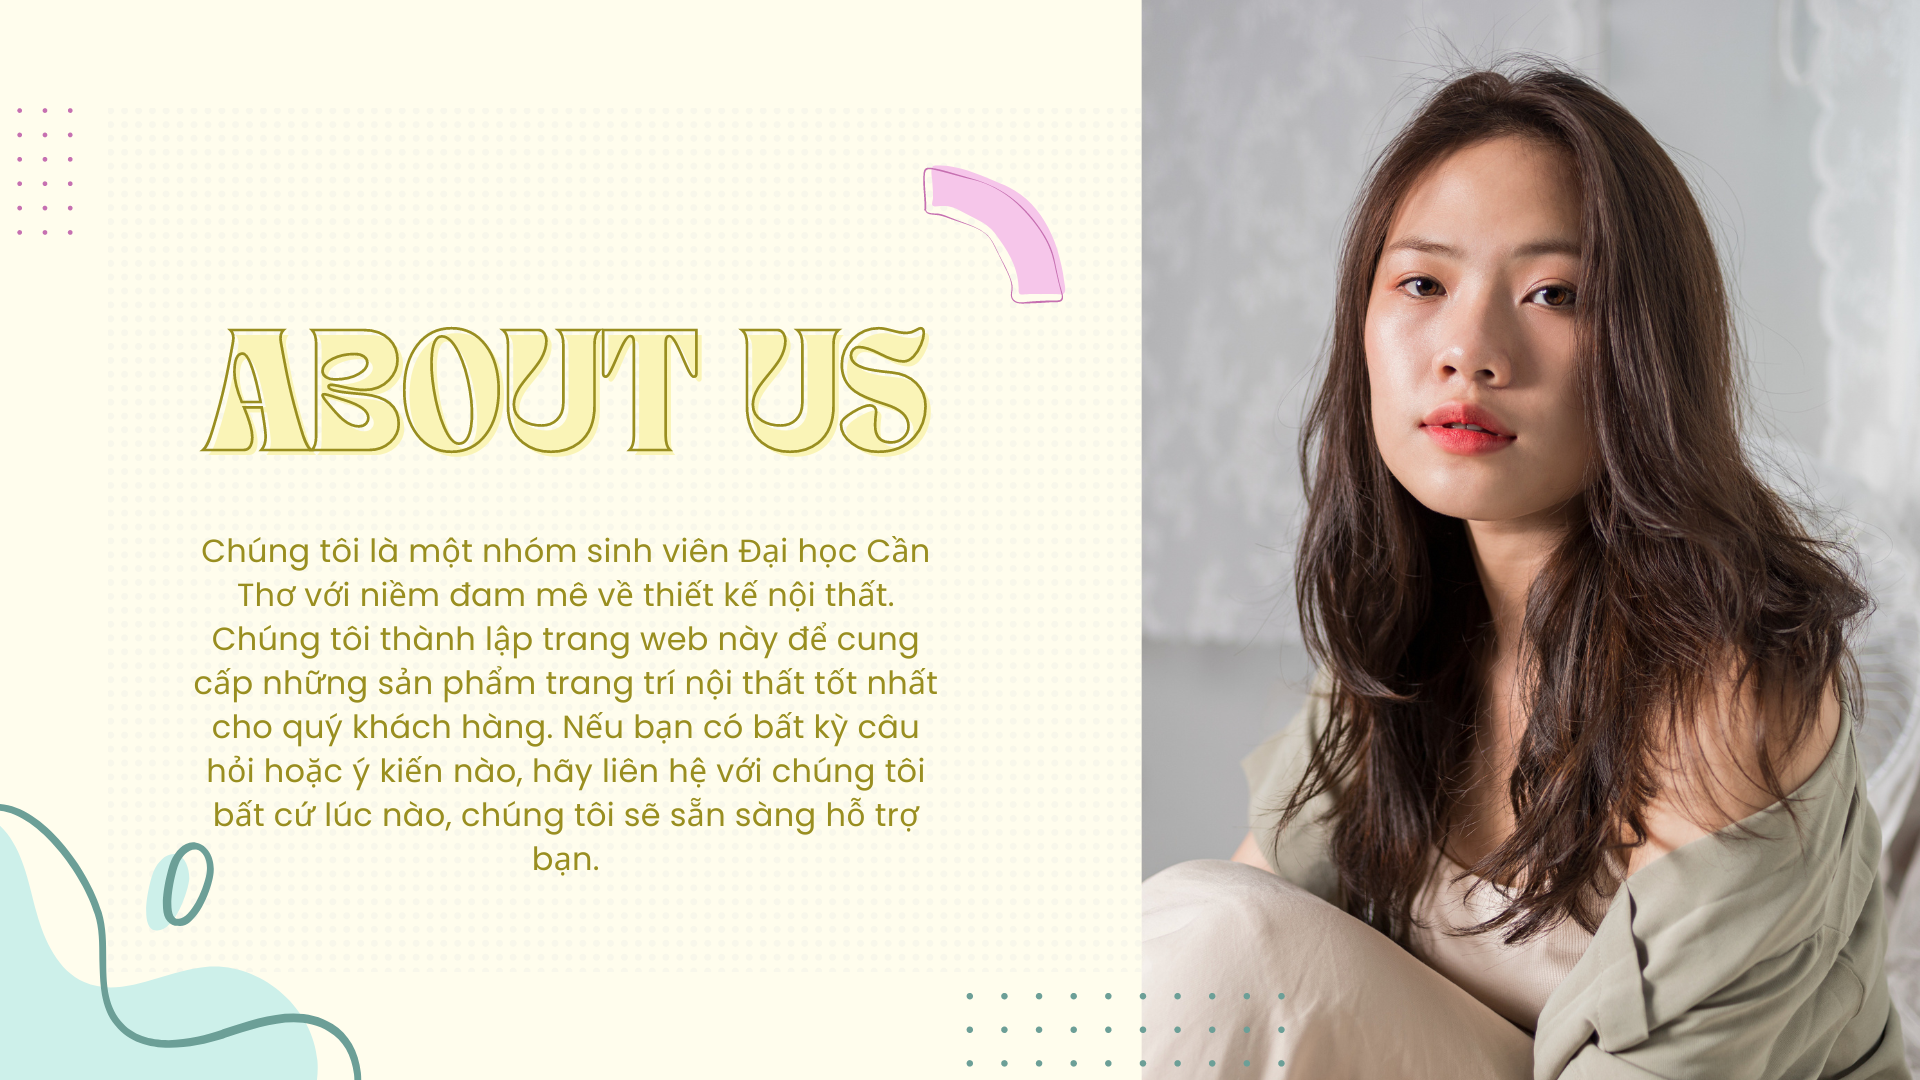 ABOUT US
Chúng tôi là một nhóm sinh viên Đại học Cần
Thơ với niềm đam mê về thiết kế nội thất.
Chúng tôi thành lập trang web này để cung
cấp những sản phẩm trang trí nội thất tốt nhất
cho quý khách hàng. Nếu bạn có bất kỳ câu
hỏi hoặc ý kiến nào, hãy liên hệ với chúng tôi
bất cứ lúc nào, chúng tôi sẽ sẵn sàng hỗ trợ
bạn.